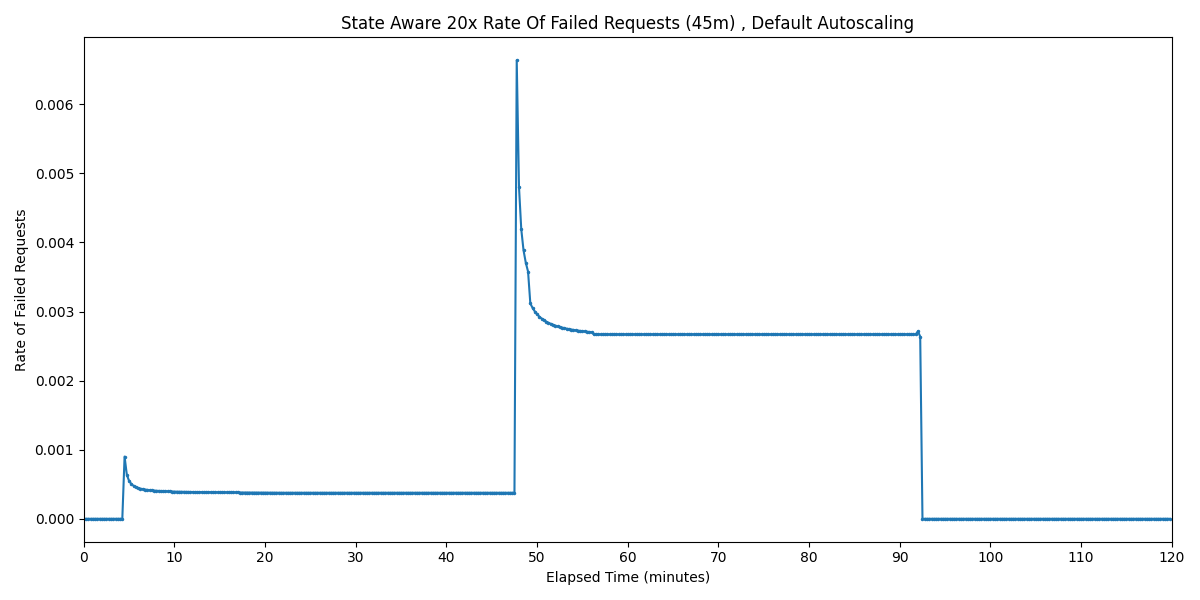 State Aware 20x Rate Of Failed Requests (45m) , Default Autoscaling
Rate of Failed Requests
0.006
0.005
0.004
0.003
0.002
0.001
0.000
0 10 20 30 40 50 60 70 80 90 100 110 120
Elapsed Time (minutes)